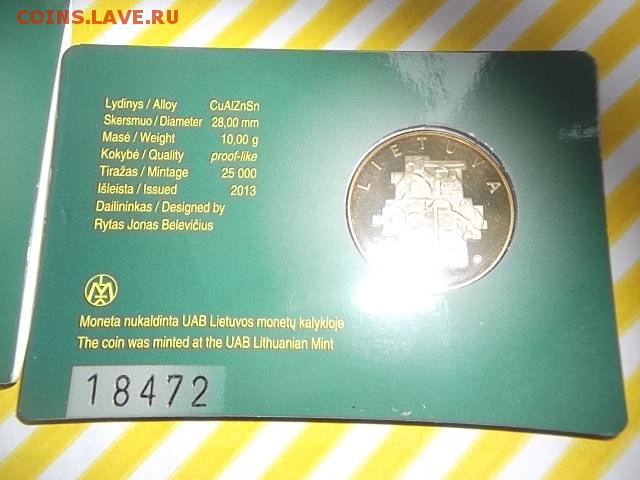 COINS.LAVE.RU
Lydinys / Alloy CuAlZnSn
Skersmuo / Diameter 28,00 mm
Masė / Weight 10,00 g
Kokybė / Quality proof-like
Tiražas / Mintage 25 000
Išleista / Issued 2013
Dailininkas / Designed by
Rytas Jonas Belevičius
LIETUVA
LMK
Moneta nukaldinta UAB Lietuvos monetų kalykloje
The coin was minted at the UAB Lithuanian Mint
18472